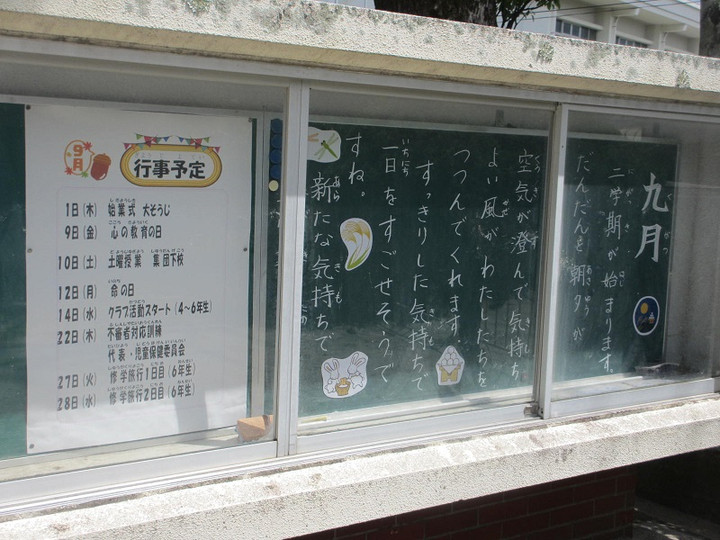 9月
行事予定
1日(木) 始業式 大そうじ
9日(金) 心の教育の日
10日(土) 土曜授業 集団下校
12日(月) 命の日
14日(水) クラブ活動スタート(4～6年生)
22日(木) 不審者対応訓練
代表・児童保健委員会
27日(火) 修学旅行1日目(6年生)
28日(水) 修学旅行2日目(6年生)
九月
二学期が始まります。
だんだんと朝夕が
空気が澄んで気持ち
よい風がわたしたちを
つつんでくれます。
すっきりした気持ちで
一日をすごせそうで
すね。
新たな気持ちで